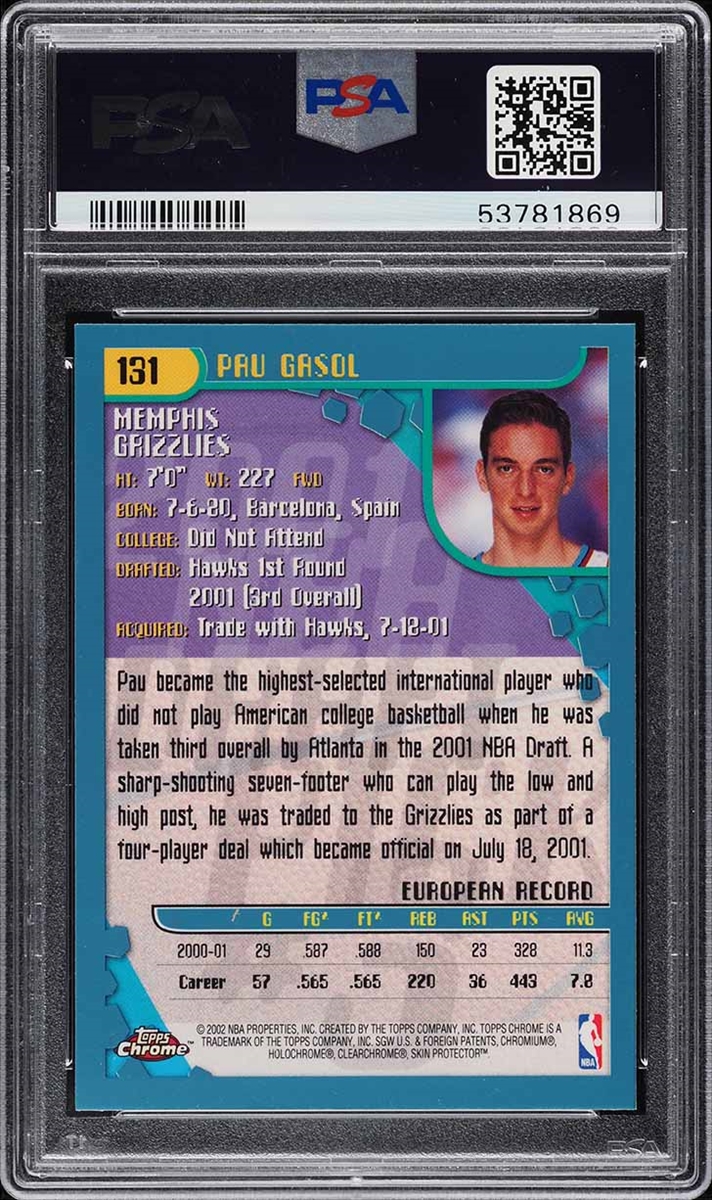 PSA
PSA
53781869
131 PAU GASOL
MEMPHIS
GRIZZLIES
HT: 7'0" WT: 227 FWD
BORN: 7-6-80, Barcelona, Spain
COLLEGE: Did Not Attend
DRAFTED: Hawks 1st Round
2001 (3rd Overall)
ACQUIRED: Trade with Hawks, 7-18-01
Pau became the highest-selected international player who
did not play American college basketball when he was
taken third overall by Atlanta in the 2001 NBA Draft. A
sharp-shooting seven-footer who can play the low and
high post, he was traded to the Grizzlies as part of a
four-player deal which became official on July 18, 2001.
EUROPEAN RECORD
G FG% FT% REB AST PTS AVG
2000-01 29 .587 .588 150 23 328 11.3
Career 57 .565 .565 220 36 443 7.8
Topps Chrome™
© 2002 NBA PROPERTIES, INC. CREATED BY THE TOPPS COMPANY, INC. TOPPS CHROME IS A
TRADEMARK OF THE TOPPS COMPANY, INC. SGW U.S. & FOREIGN PATENTS, CHROMIUM®,
HOLOCHROME®, CLEARCHROME®, SKIN PROTECTOR™.
NBA
PSA